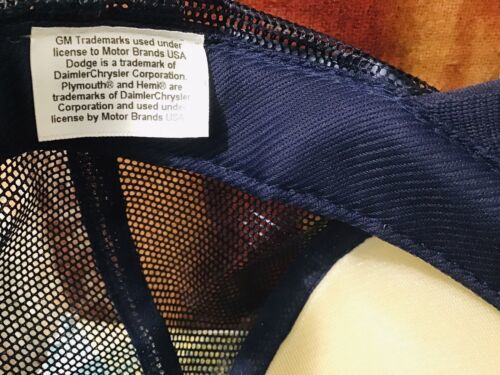 GM Trademarks used under
license to Motor Brands USA
Dodge is a trademark of
DaimlerChrysler Corporation.
Plymouth® and Hemi® are
trademarks of DaimlerChrysler
Corporation and used under
license by Motor Brands USA